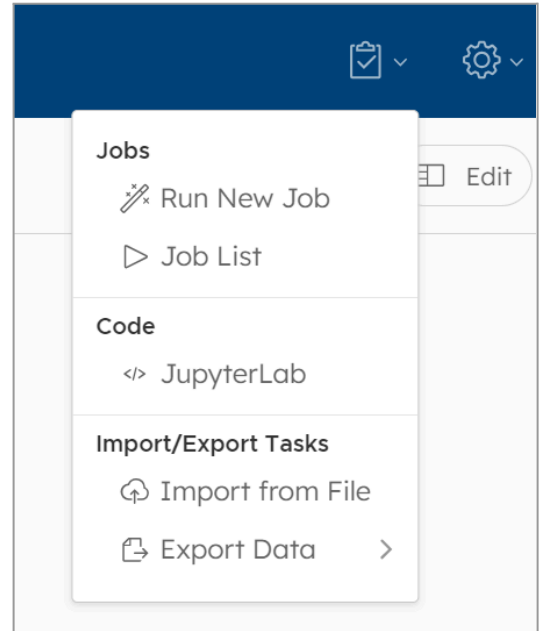 Edit
Jobs
Run New Job
Job List
Code
JupyterLab
Import/Export Tasks
Import from File
Export Data